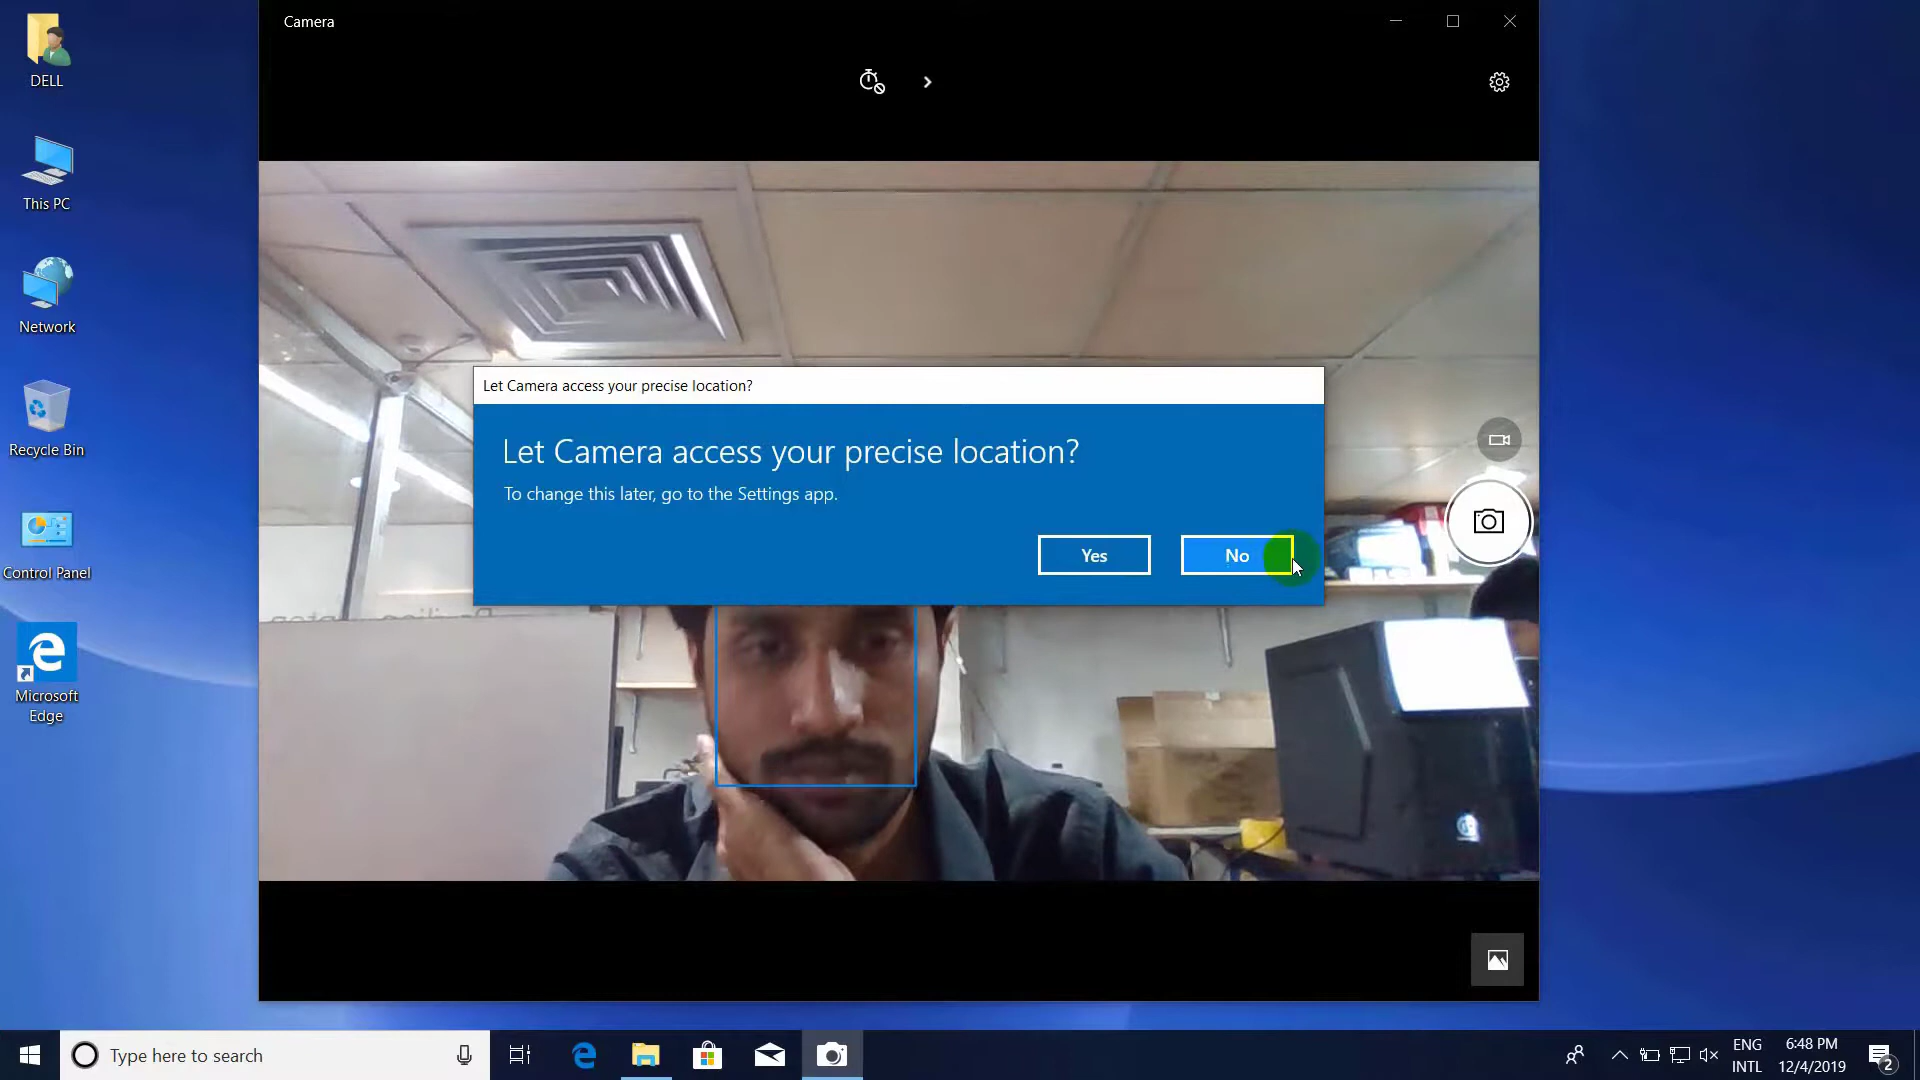 Camera
DELL
This PC
Network
Recycle Bin
Control Panel
Microsoft
Edge
Let Camera access your precise location?
Let Camera access your precise location?
To change this later, go to the Settings app.
Yes
No
Type here to search
ENG
INTL
6:48 PM
12/4/2019
2